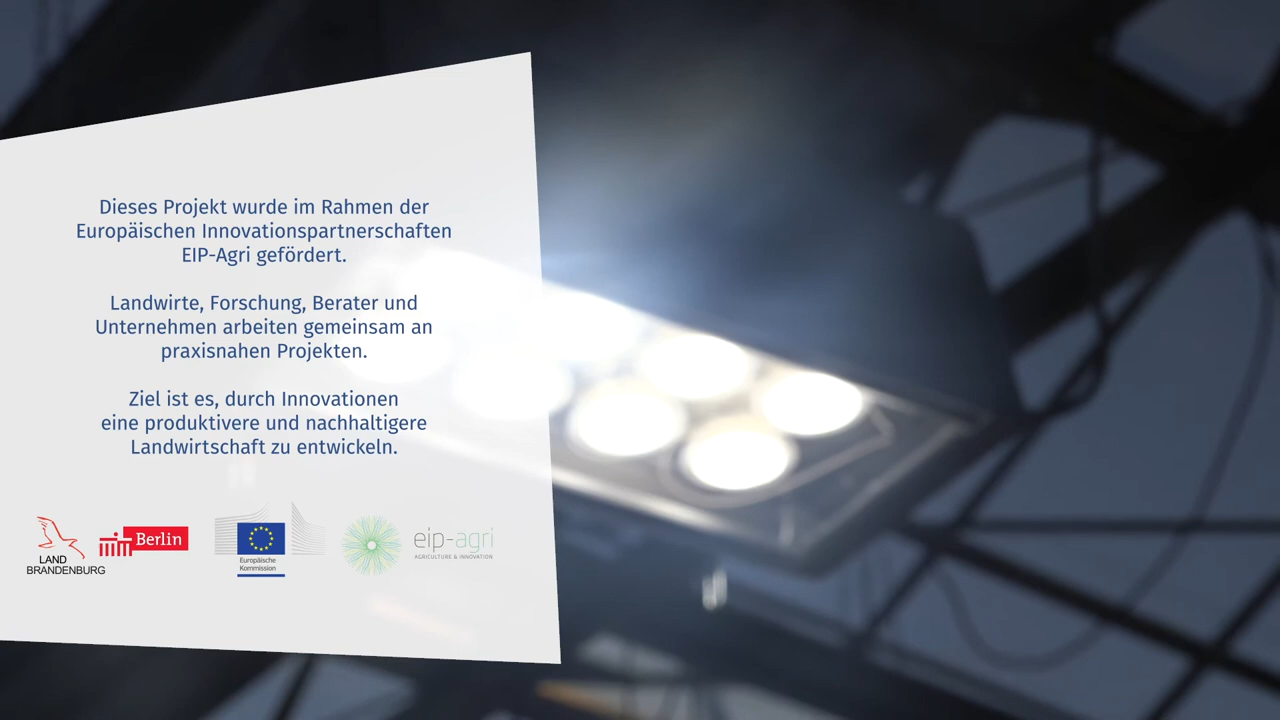 Dieses Projekt wurde im Rahmen der
Europäischen Innovationspartnerschaften
EIP-Agri gefördert.
Landwirte, Forschung, Berater und
Unternehmen arbeiten gemeinsam an
praxisnahen Projekten.
Ziel ist es, durch Innovationen
eine produktivere und nachhaltigere
Landwirtschaft zu entwickeln.
LAND
BRANDENBURG
Berlin
Europäische
Kommission
eip-agri
AGRICULTURE & INNOVATION